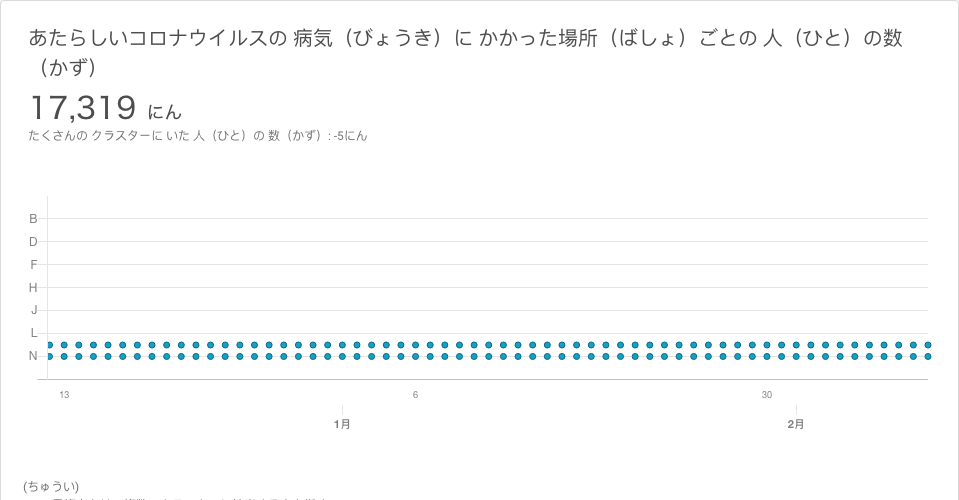 あたらしいコロナウイルスの 病気（びょうき）に かかった場所（ばしょ）ごとの 人（ひと）の数
（かず）
17,319 にん
たくさんの クラスターに いた 人（ひと）の 数（かず）: -5にん
B
D
F
H
J
L
N
13 6 30
1月 2月
(ちゅうい)